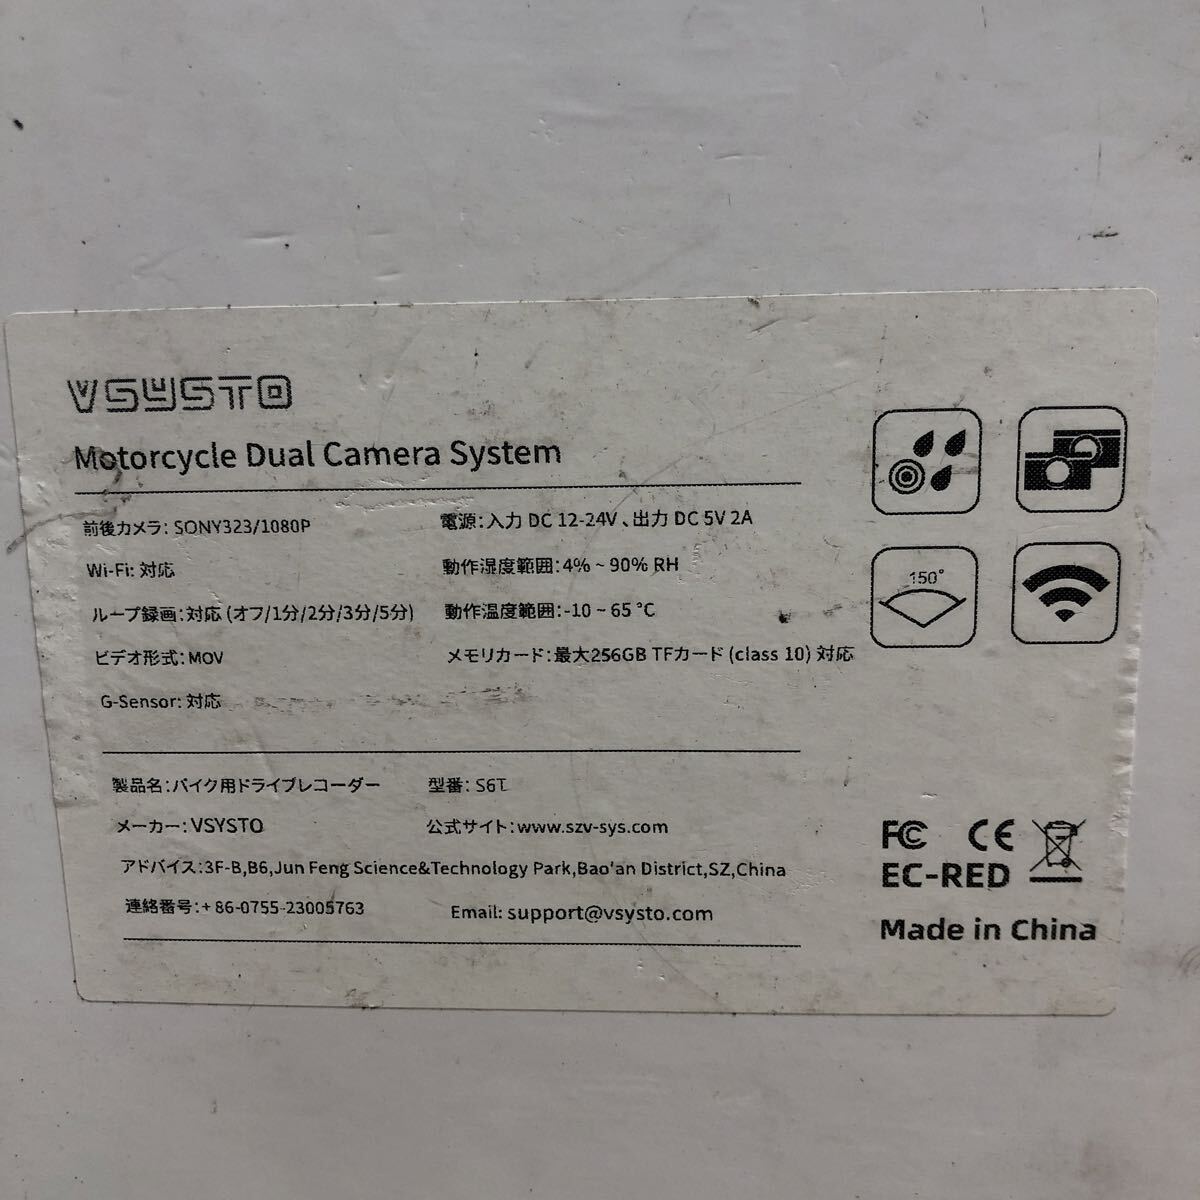 VSYSTO
Motorcycle Dual Camera System
前後カメラ: SONY323/1080P
電源:入力 DC 12-24V、出力 DC 5V 2A
Wi-Fi: 対応
動作湿度範囲:4% ~ 90% RH
ループ録画:対応 (オフ/1分/2分/3分/5分)
動作温度範囲:-10 ~ 65 °C
ビデオ形式:MOV
メモリカード:最大256GB TFカード (class 10) 対応
G-Sensor: 対応
150°
製品名:バイク用ドライブレコーダー
型番: S6T
メーカー: VSYSTO
公式サイト:www.szv-sys.com
アドバイス:3F-B,B6,Jun Feng Science&Technology Park,Bao'an District,SZ,China
連絡番号:+ 86-0755-23005763
Email: support@vsysto.com
FC CE
EC-RED
Made in China